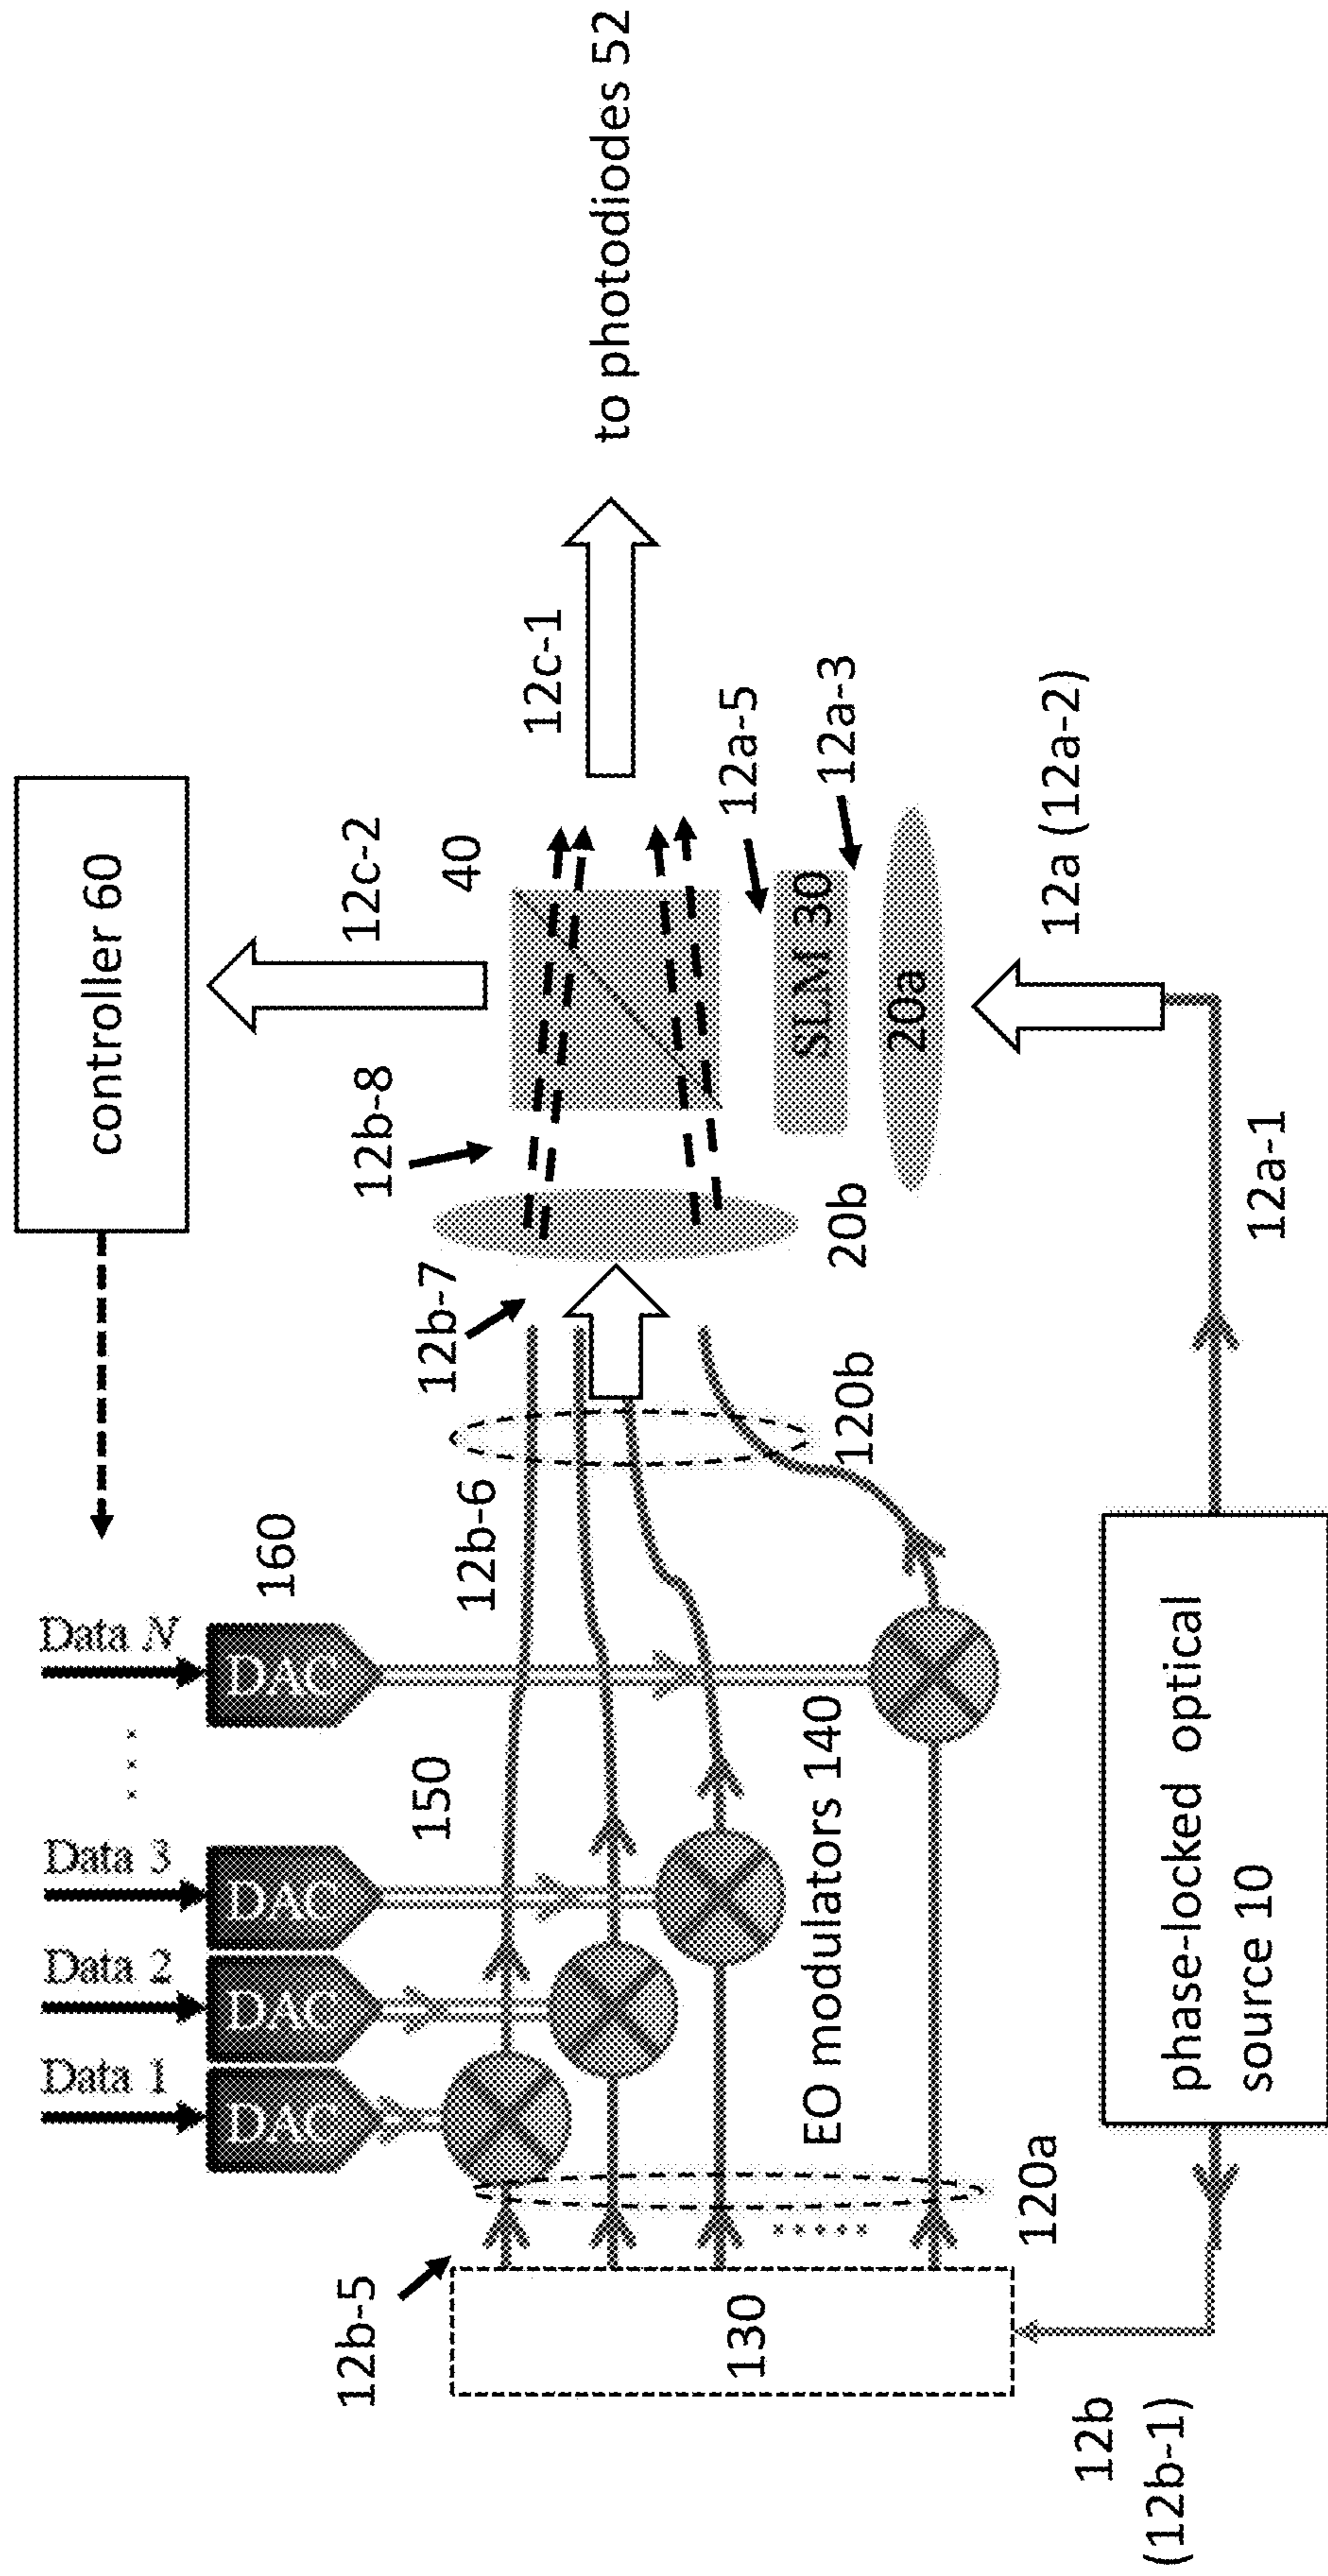 Data 1
Data 2
Data 3
Data N
DAC
DAC
DAC
DAC
160
150
controller 60
12c-2
12b-5
130
120a
EO modulators 140
12b-6
12b-7
120b
12b-8
20b
40
12c-1
to photodiodes 52
12a-5
SLM 30
12a-3
20a
12a (12a-2)
12a-1
phase-locked optical
source 10
12b
(12b-1)